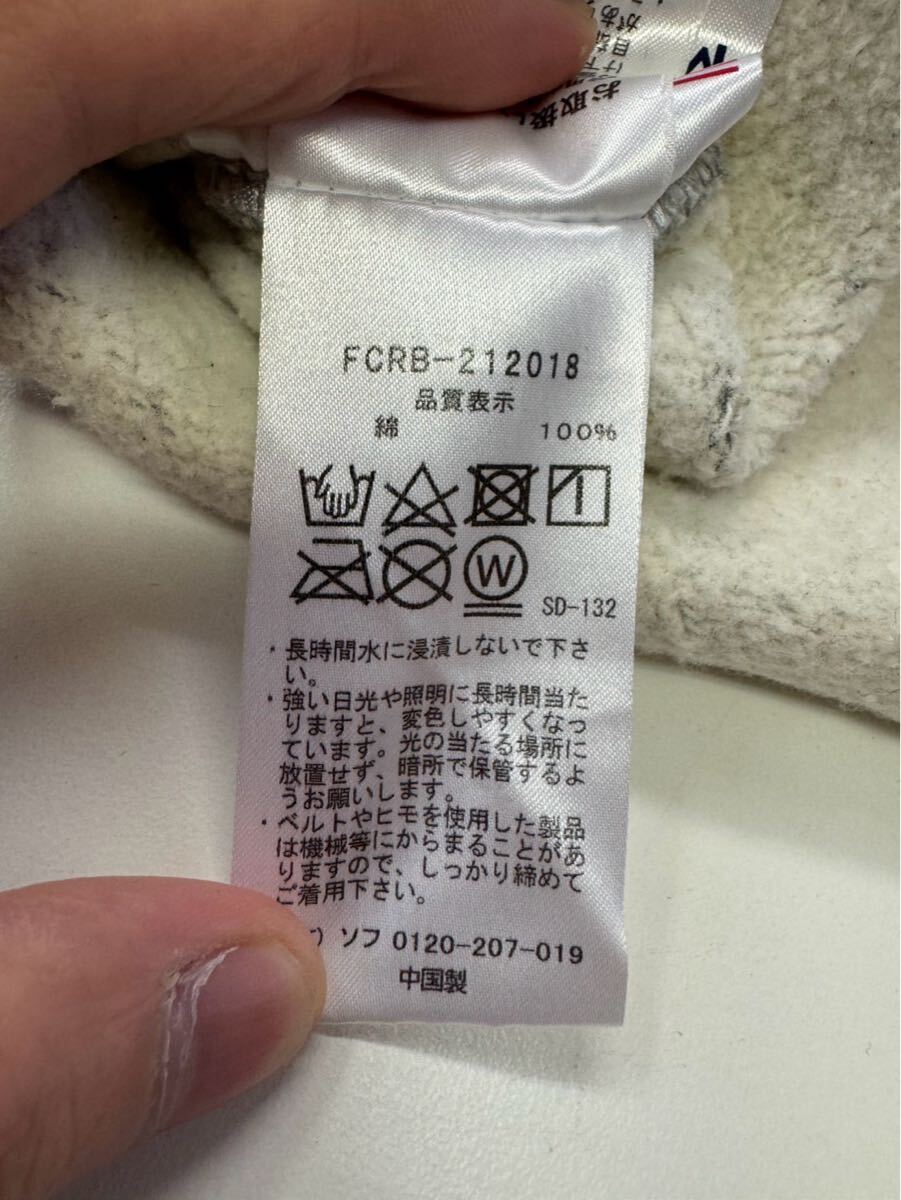 お取扱い
FCRB-212018
品質表示
綿 100%
W
SD-132
・長時間水に浸漬しないで下さ
い。
・強い日光や照明に長時間当た
りますと、変色しやすくなっ
ています。光の当たる場所に
放置せず、暗所で保管するよ
うお願いします。
・ベルトやヒモを使用した製品
は機械等にからまることがあ
りますので、しっかり締めて
ご着用下さい。
ソフ 0120-207-019
中国製